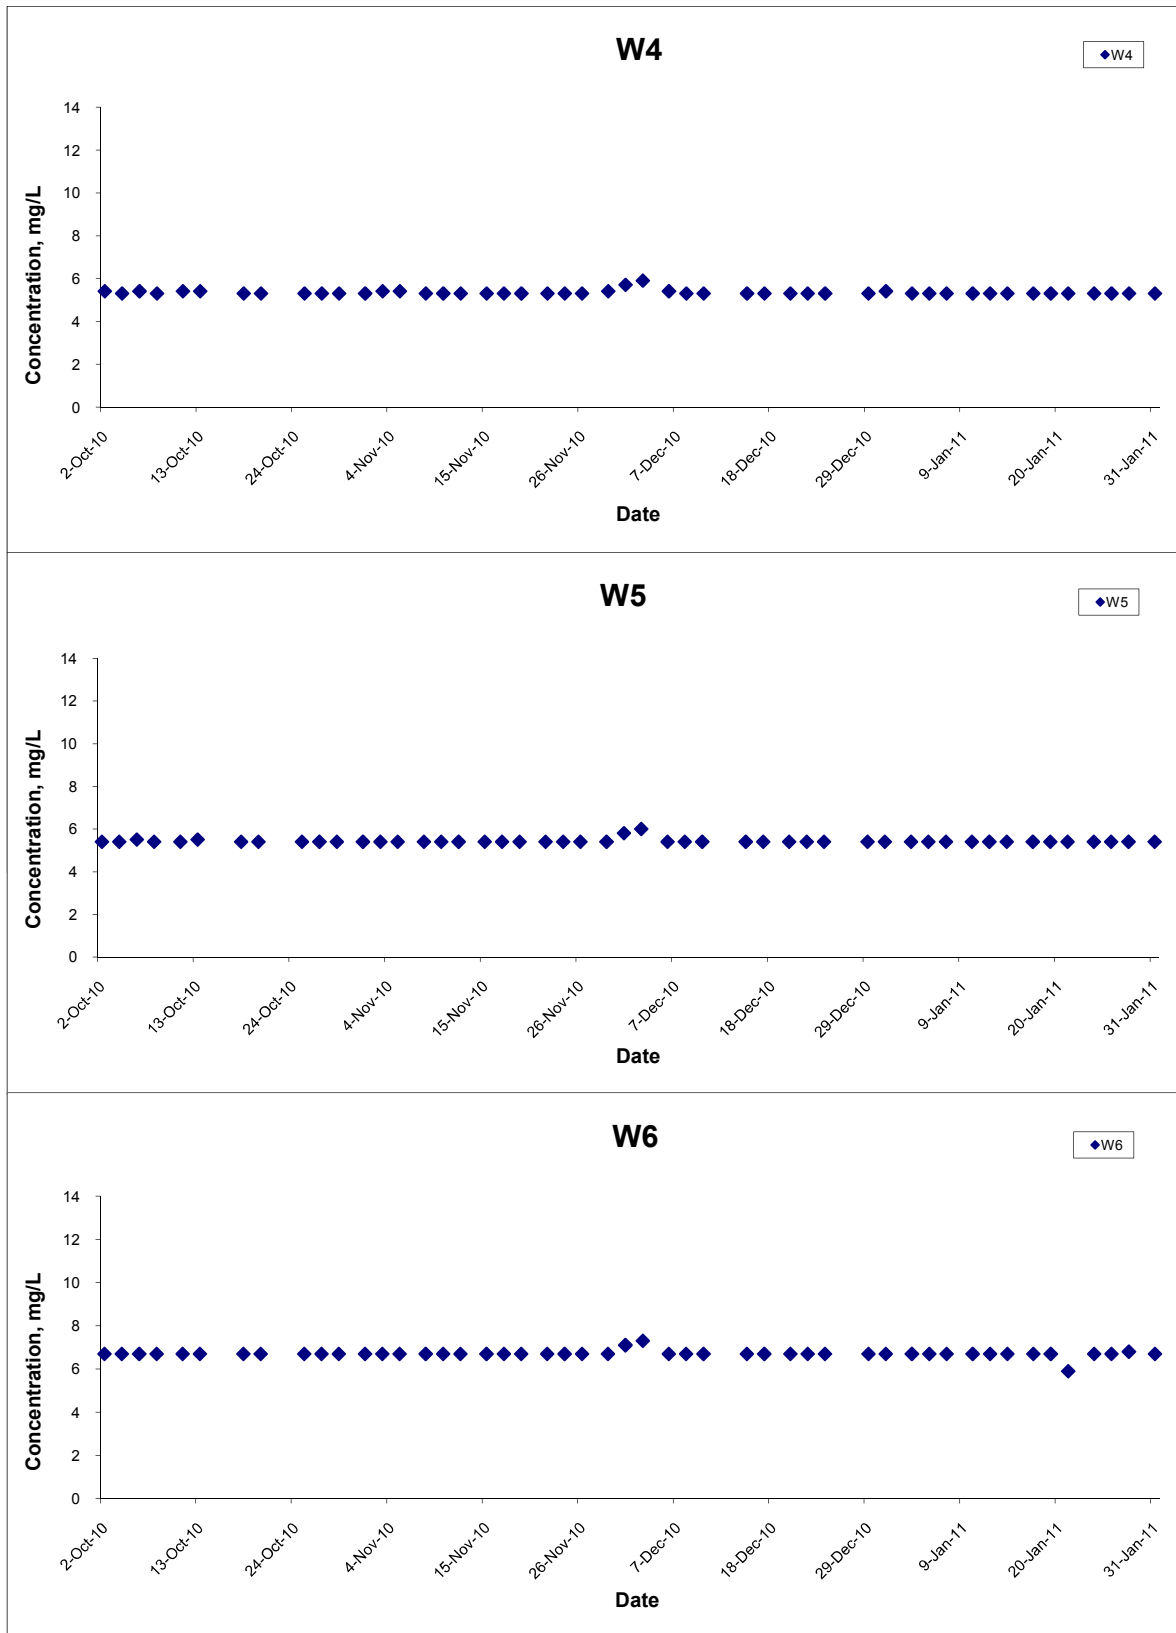 W4
W4
14
12
10
8
6
4
2
0
Concentration, mg/L
2-Oct-10
13-Oct-10
24-Oct-10
4-Nov-10
15-Nov-10
26-Nov-10
7-Dec-10
18-Dec-10
29-Dec-10
9-Jan-11
20-Jan-11
31-Jan-11
Date
W5
W5
14
12
10
8
6
4
2
0
Concentration, mg/L
2-Oct-10
13-Oct-10
24-Oct-10
4-Nov-10
15-Nov-10
26-Nov-10
7-Dec-10
18-Dec-10
29-Dec-10
9-Jan-11
20-Jan-11
31-Jan-11
Date
W6
W6
14
12
10
8
6
4
2
0
Concentration, mg/L
2-Oct-10
13-Oct-10
24-Oct-10
4-Nov-10
15-Nov-10
26-Nov-10
7-Dec-10
18-Dec-10
29-Dec-10
9-Jan-11
20-Jan-11
31-Jan-11
Date